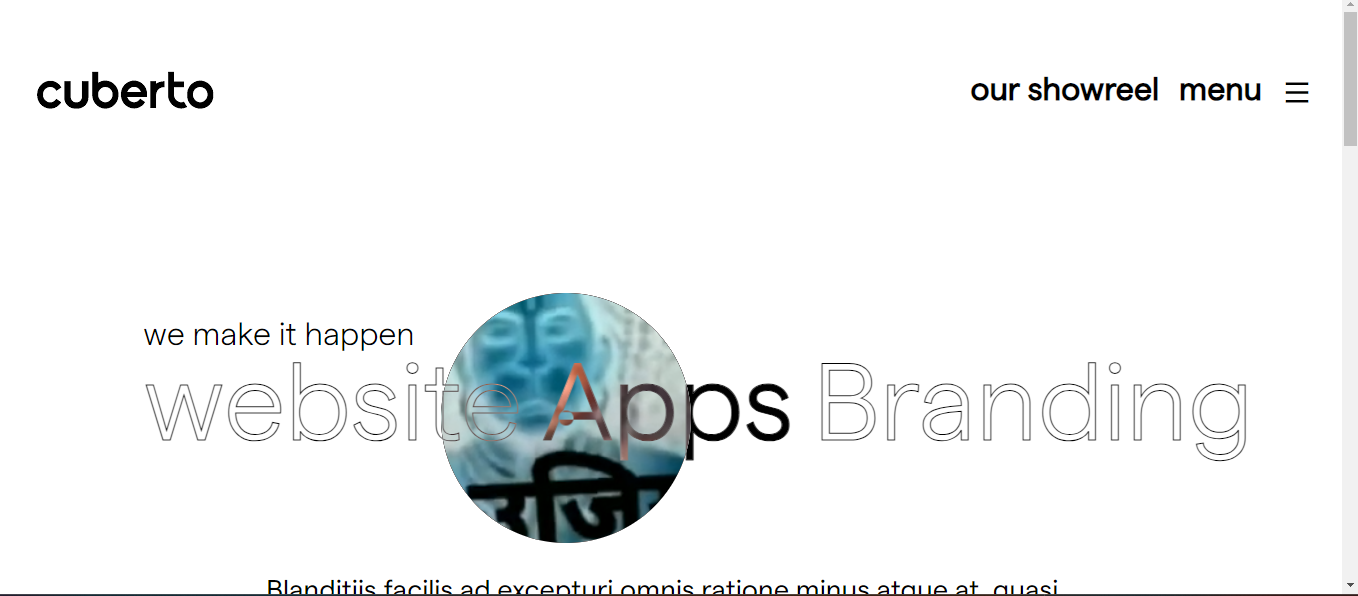 cuberto
our showreel menu
we make it happen
website Apps Branding
उजि
Blanditiis facilis ad excepturi omnis ratione minus atque at, quasi